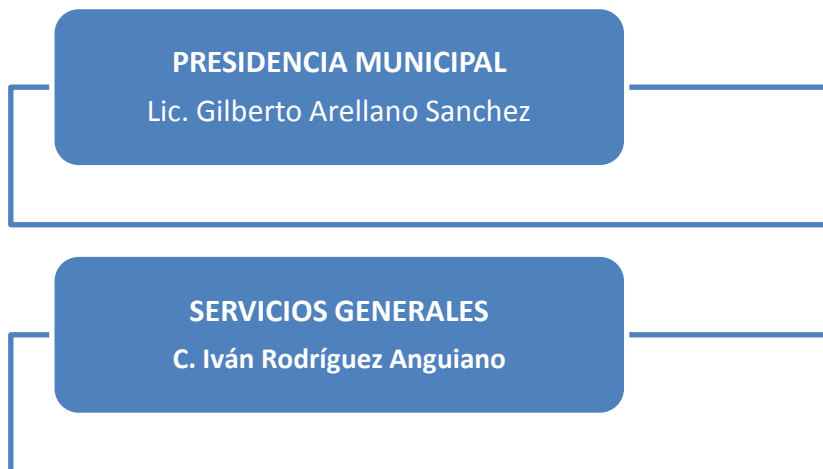 PRESIDENCIA MUNICIPAL
Lic. Gilberto Arellano Sanchez
SERVICIOS GENERALES
C. Iván Rodríguez Anguiano